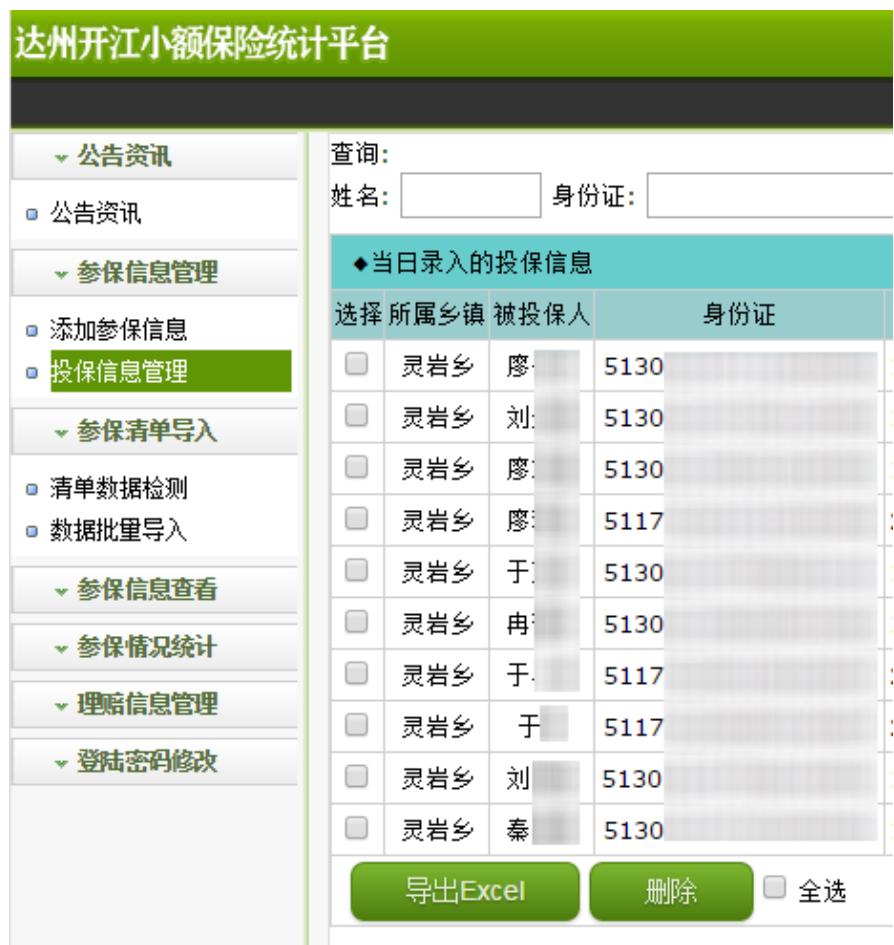 达州开江小额保险统计平台
公告资讯
公告资讯
参保信息管理
添加参保信息
投保信息管理
参保清单导入
清单数据检测
数据批量导入
参保信息查看
参保情况统计
理赔信息管理
登陆密码修改
查询:
姓名: 身份证:
◆当日录入的投保信息
选择 所属乡镇 被投保人 身份证
灵岩乡 廖 5130
灵岩乡 刘 5130
灵岩乡 廖 5130
灵岩乡 廖 5117
灵岩乡 于 5130
灵岩乡 冉 5130
灵岩乡 于 5117
灵岩乡 于 5117
灵岩乡 刘 5130
灵岩乡 秦 5130
导出Excel 删除 全选